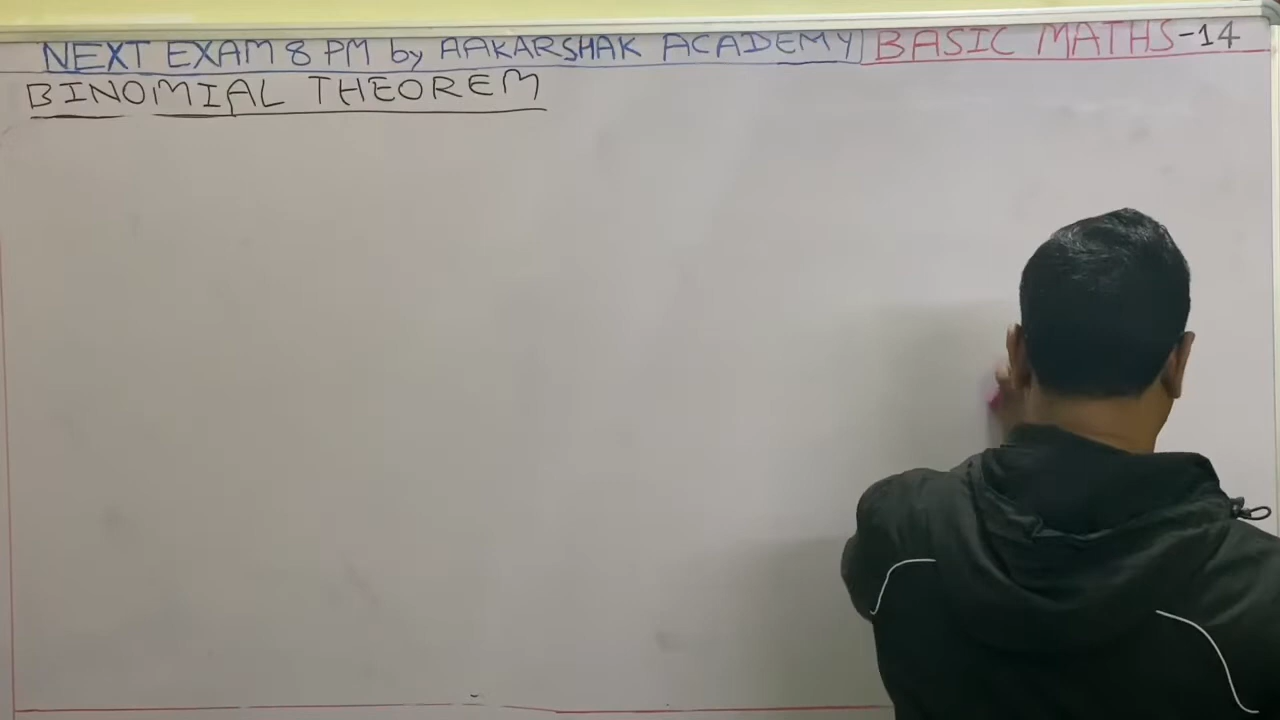 NEXT EXAM 8 PM by AAKARSHAK ACADEMY BASIC MATHS-14
BINOMIAL THEOREM